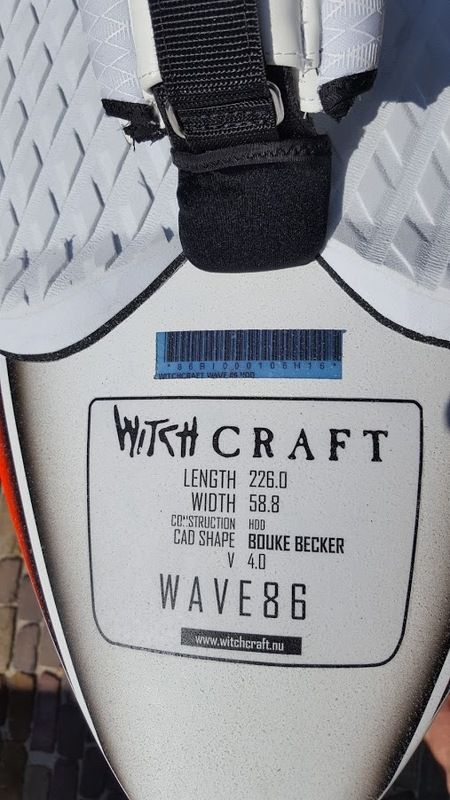 *86RI000106H16*
WITCHCRAFT WAVE 86 HDD
WITCHCRAFT
LENGTH 226.0
WIDTH 58.8
CONSTRUCTION HDD
CAD SHAPE BOUKE BECKER
V 4.0
WAVE86
www.witchcraft.nu